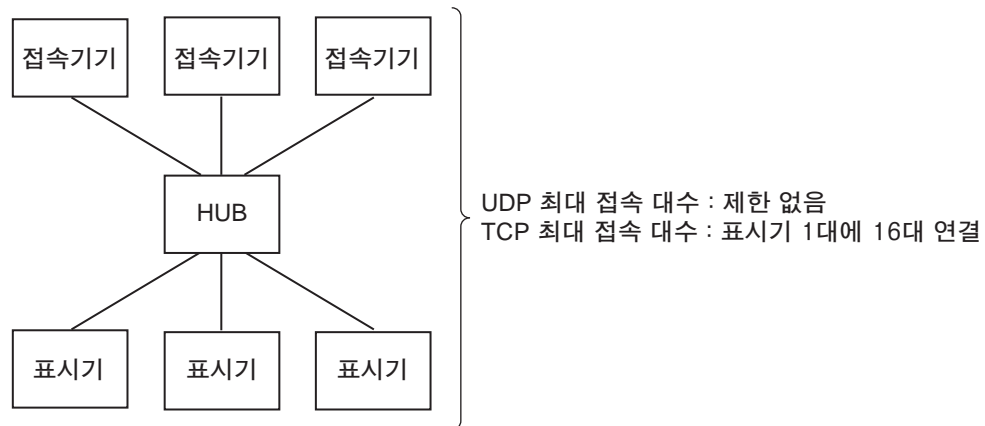 접속기기 접속기기 접속기기
HUB
UDP 최대 접속 대수 : 제한 없음
TCP 최대 접속 대수 : 표시기 1대에 16대 연결
표시기 표시기 표시기